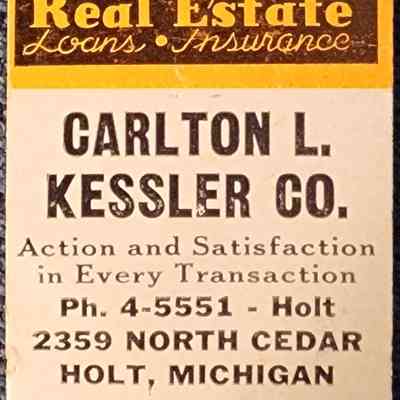 Real Estate
Loans • Insurance
CARLTON L.
KESSLER CO.
Action and Satisfaction
in Every Transaction
Ph. 4-5551 - Holt
2359 NORTH CEDAR
HOLT, MICHIGAN